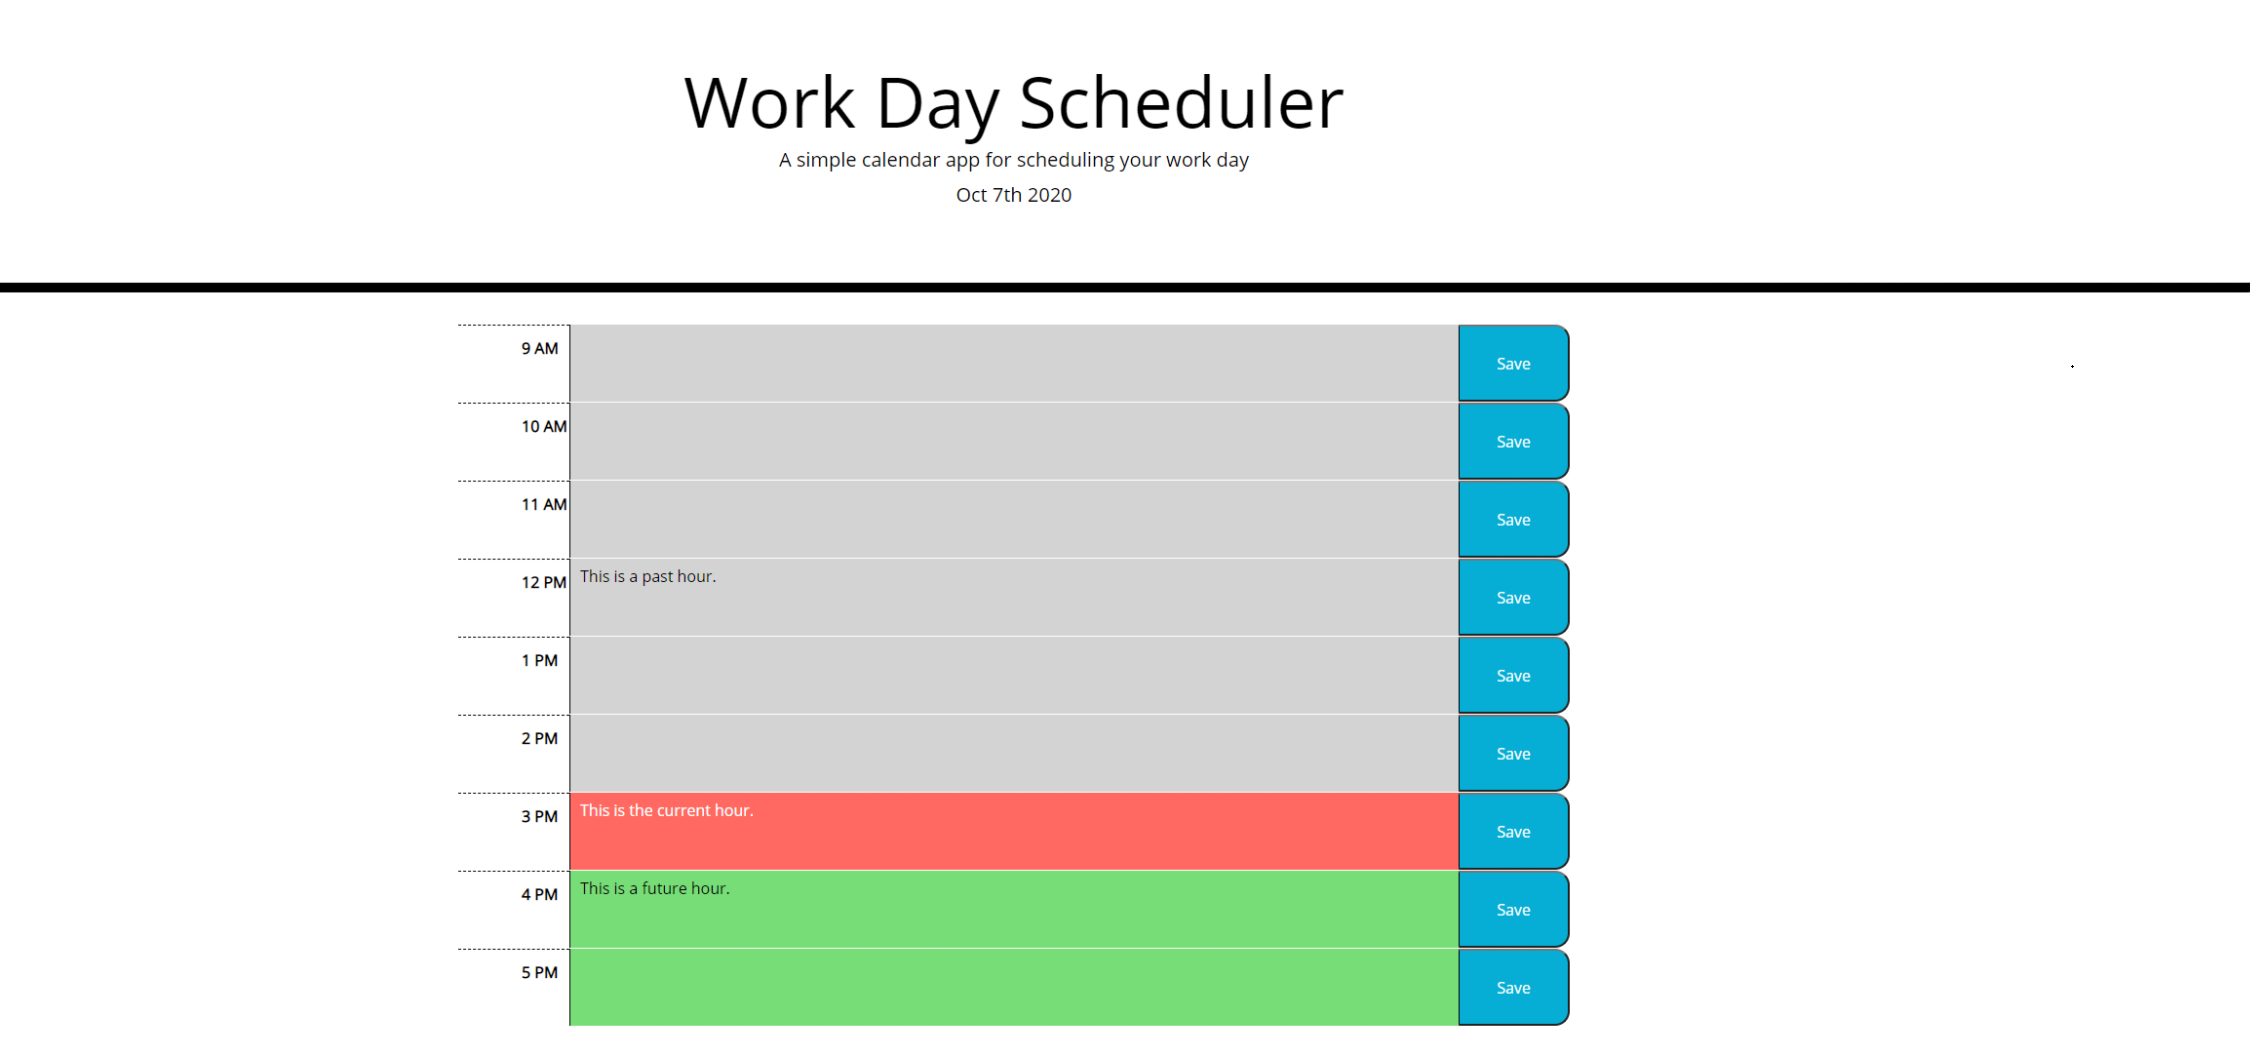 Work Day Scheduler
A simple calendar app for scheduling your work day
Oct 7th 2020
9 AM
Save
10 AM
Save
11 AM
Save
12 PM
This is a past hour.
Save
1 PM
Save
2 PM
Save
3 PM
This is the current hour.
Save
4 PM
This is a future hour.
Save
5 PM
Save